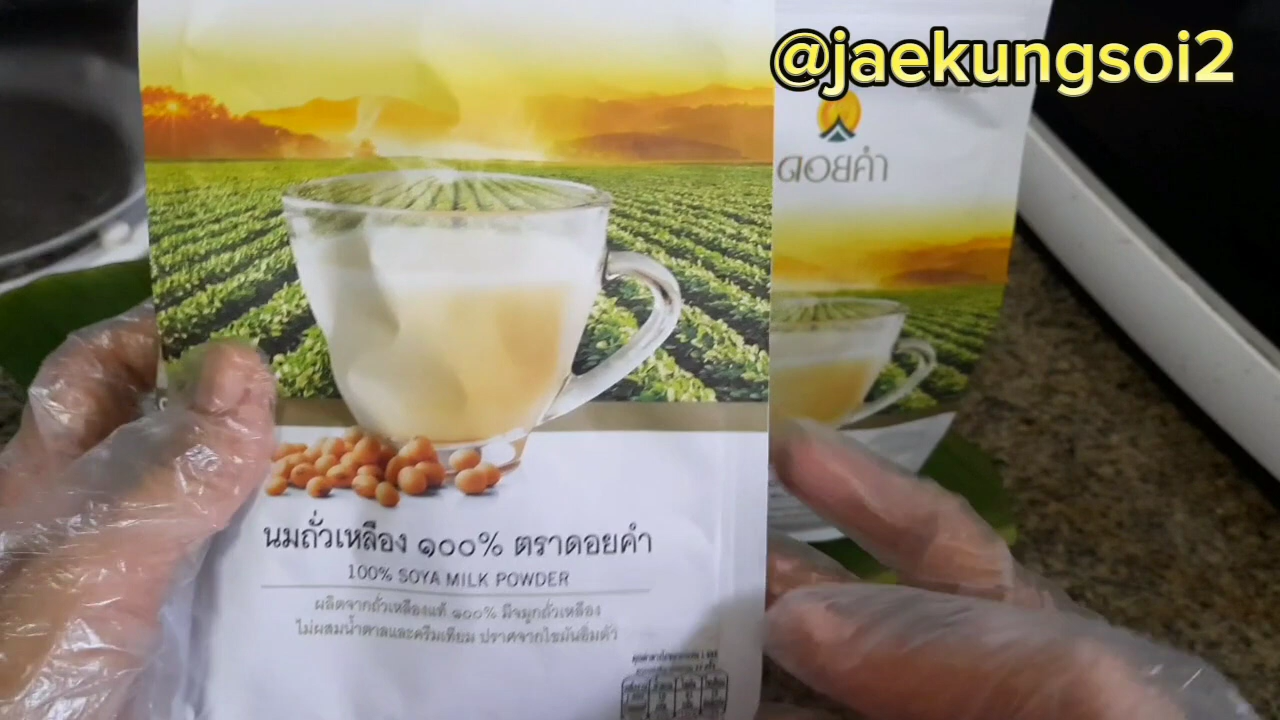 @jaekungsoi2
ดอยคำ
นมถั่วเหลือง ๑๐๐% ตราดอยคำ
100% SOYA MILK POWDER
ผลิตจากถั่วเหลืองแท้ ๑๐๐% มีจมูกถั่วเหลือง
ไม่ผสมน้ำตาลและครีมเทียม ปราศจากไขมันอิ่มตัว